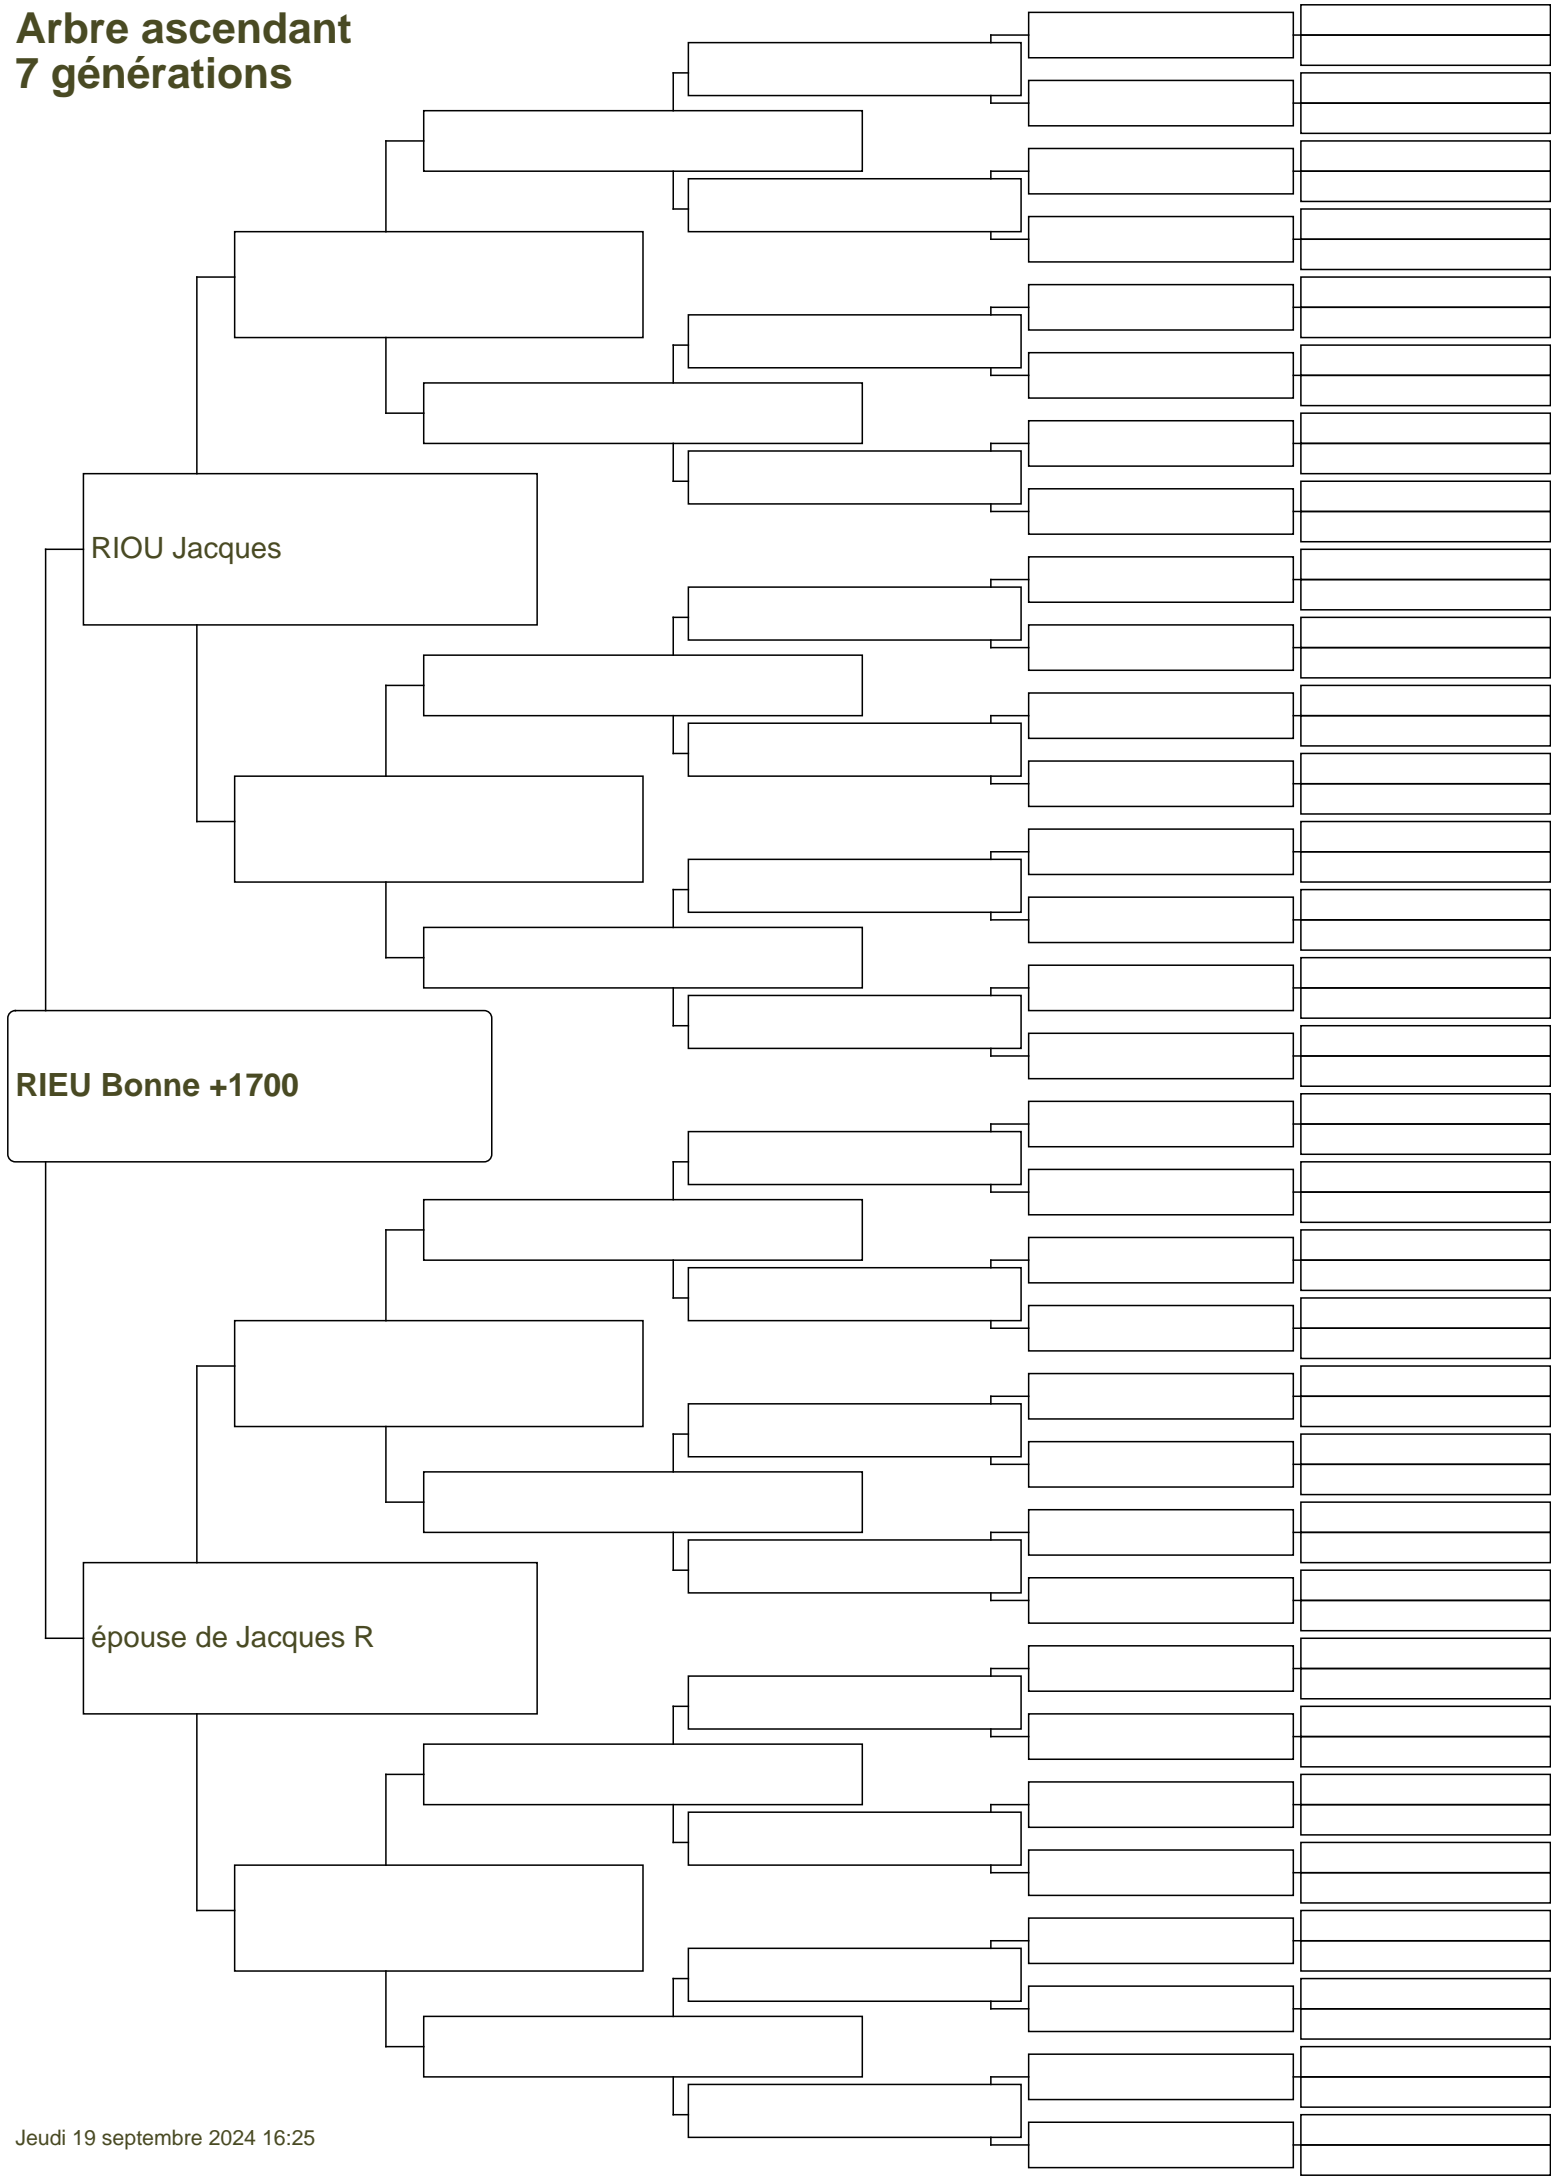 Arbre ascendant
7 générations
RIOU Jacques
RIEU Bonne +1700
épouse de Jacques R
Jeudi 19 septembre 2024 16:25